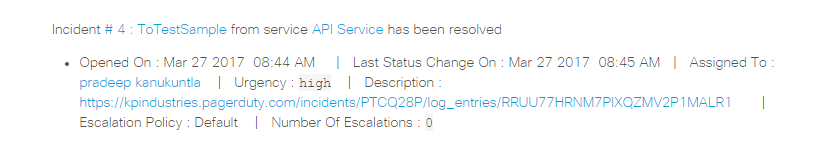 Incident # 4 : ToTestSample from service API Service has been resolved
Opened On : Mar 27 2017 08:44 AM | Last Status Change On : Mar 27 2017 08:45 AM | Assigned To :
pradeep kanukuntla | Urgency : high | Description :
https://kpindustries.pagerduty.com/incidents/PTCQ28P/log_entries/RRUU77HRNM7PIXQZMV2P1MALR1 |
Escalation Policy : Default | Number Of Escalations : 0